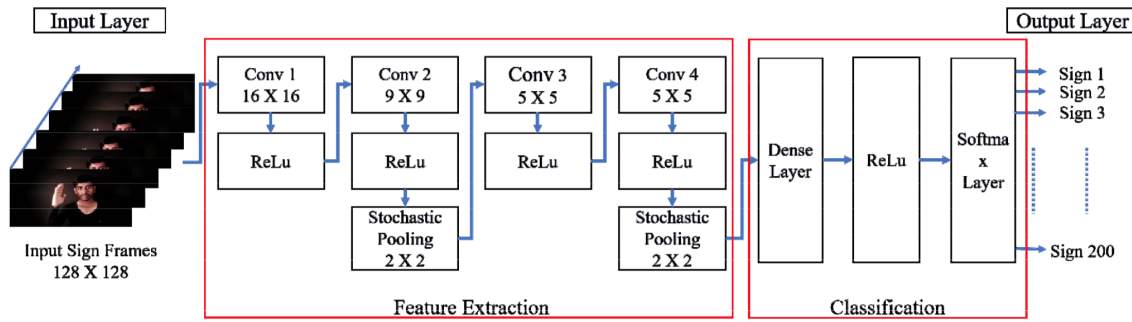 Input Layer
Output Layer
Conv 1
16 X 16
ReLu
Conv 2
9 X 9
ReLu
Stochastic
Pooling
2 X 2
Conv 3
5 X 5
ReLu
Conv 4
5 X 5
ReLu
Stochastic
Pooling
2 X 2
Dense
Layer
ReLu
Softma
x
Layer
Sign 1
Sign 2
Sign 3
Sign 200
Input Sign Frames
128 X 128
Feature Extraction
Classification